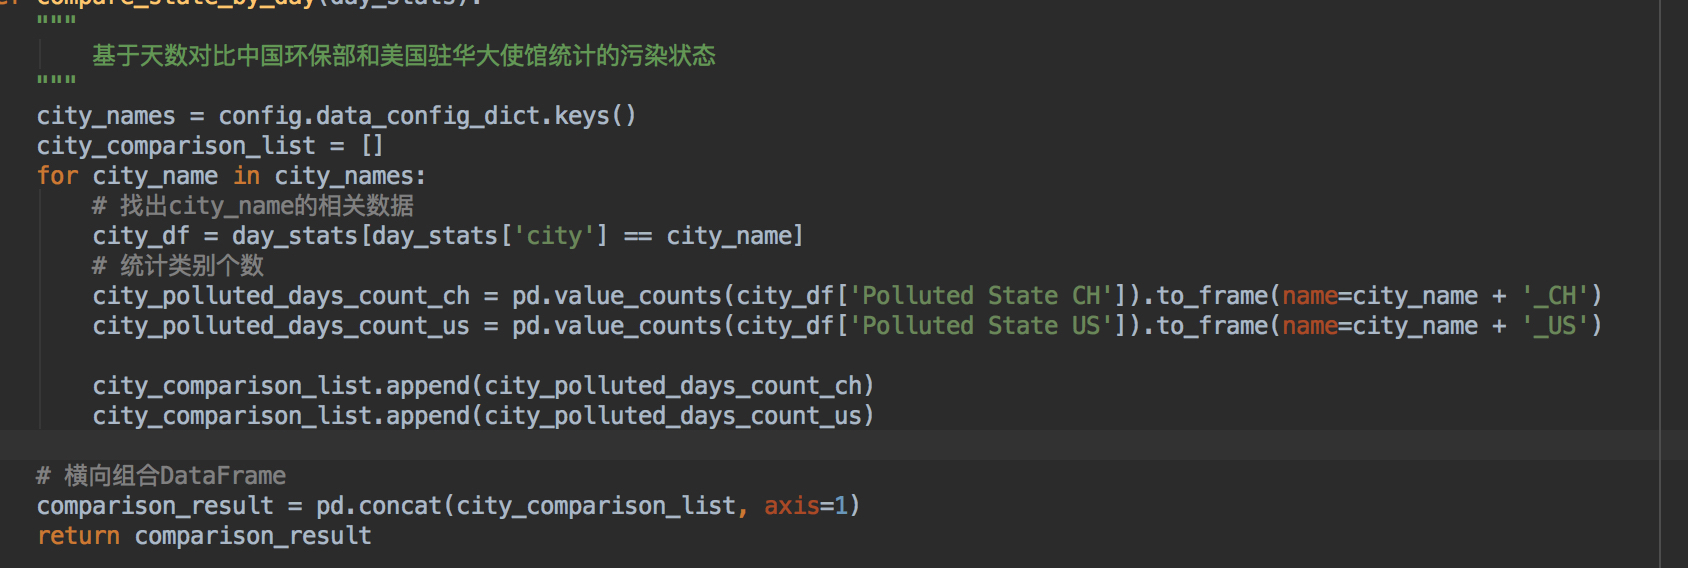 def compare_state_by_day(day_stats):
"""
基于天数对比中国环保部和美国驻华大使馆统计的污染状态
"""
city_names = config.data_config_dict.keys()
city_comparison_list = []
for city_name in city_names:
# 找出city_name的相关数据
city_df = day_stats[day_stats['city'] == city_name]
# 统计类别个数
city_polluted_days_count_ch = pd.value_counts(city_df['Polluted State CH']).to_frame(name=city_name + '_CH')
city_polluted_days_count_us = pd.value_counts(city_df['Polluted State US']).to_frame(name=city_name + '_US')
city_comparison_list.append(city_polluted_days_count_ch)
city_comparison_list.append(city_polluted_days_count_us)
# 横向组合DataFrame
comparison_result = pd.concat(city_comparison_list, axis=1)
return comparison_result